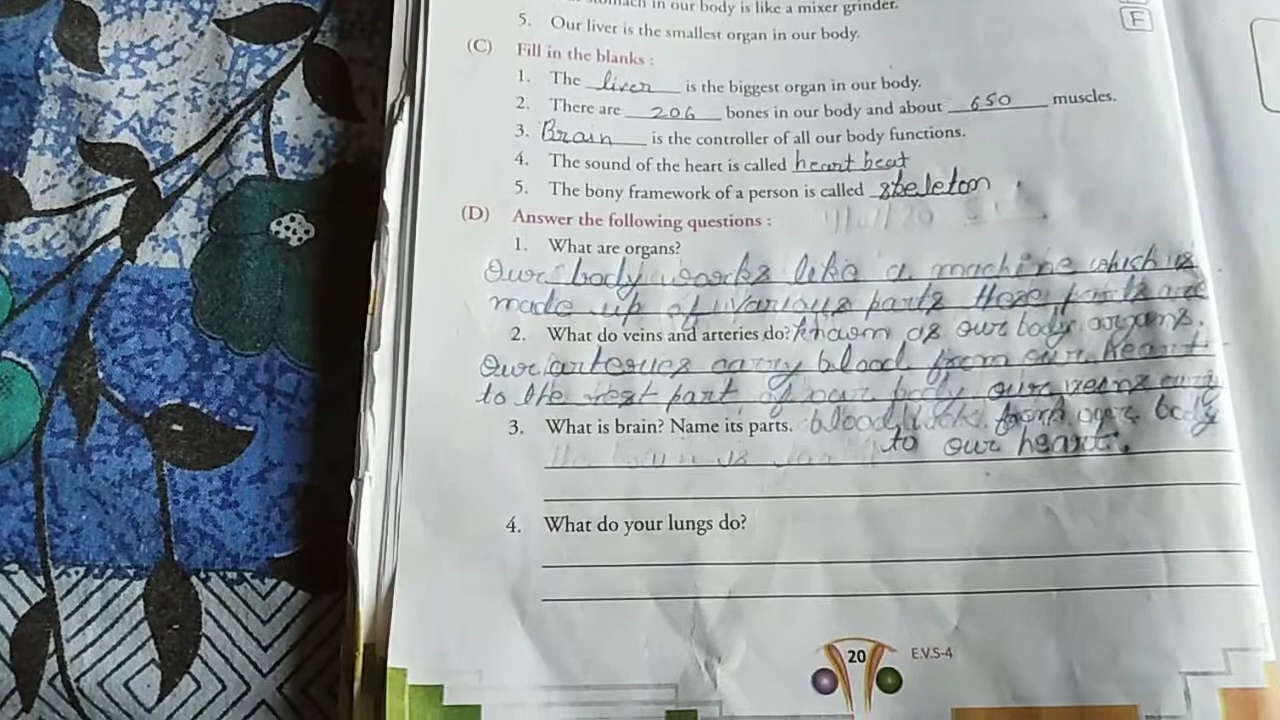 in our body is like a mixer grinder.
5. Our liver is the smallest organ in our body.
F
(C) Fill in the blanks :
1. The liver is the biggest organ in our body.
2. There are 206 bones in our body and about 650 muscles.
3. Brain is the controller of all our body functions.
4. The sound of the heart is called heart beat
5. The bony framework of a person is called skeleton
(D) Answer the following questions :
1. What are organs?
Our body works like a machine which is
made up of various parts these parts are
2. What do veins and arteries do? known as our body organs.
Our arteries carry blood from our heart
to the rest part of our body our veins carry
3. What is brain? Name its parts. blood from our body
to our heart.
4. What do your lungs do?
20 E.V.S-4